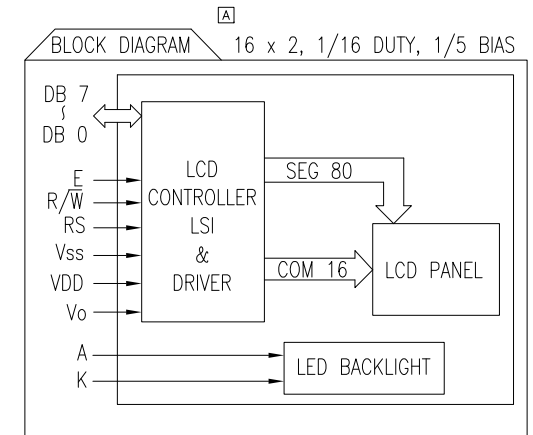 A
BLOCK DIAGRAM
16 x 2, 1/16 DUTY, 1/5 BIAS
DB 7
~
DB 0
E
R/W̅
RS
Vss
VDD
Vo
A
K
LCD
CONTROLLER
LSI
&
DRIVER
SEG 80
COM 16
LCD PANEL
LED BACKLIGHT